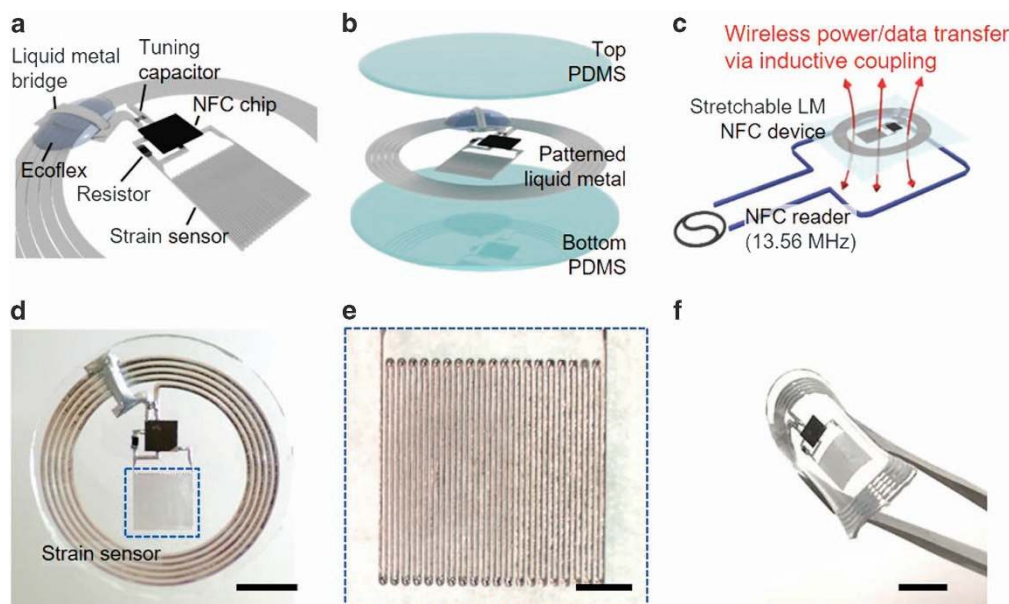 a
Liquid metal
bridge
Tuning
capacitor
NFC chip
Ecoflex
Resistor
Strain sensor
b
Top
PDMS
Patterned
liquid metal
Bottom
PDMS
c
Wireless power/data transfer
via inductive coupling
Stretchable LM
NFC device
NFC reader
(13.56 MHz)
d
Strain sensor
e
f